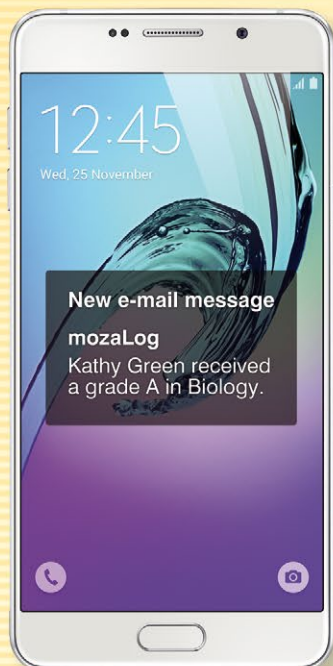 12:45
Wed, 25 November
New e-mail message
mozaLog
Kathy Green received
a grade A in Biology.